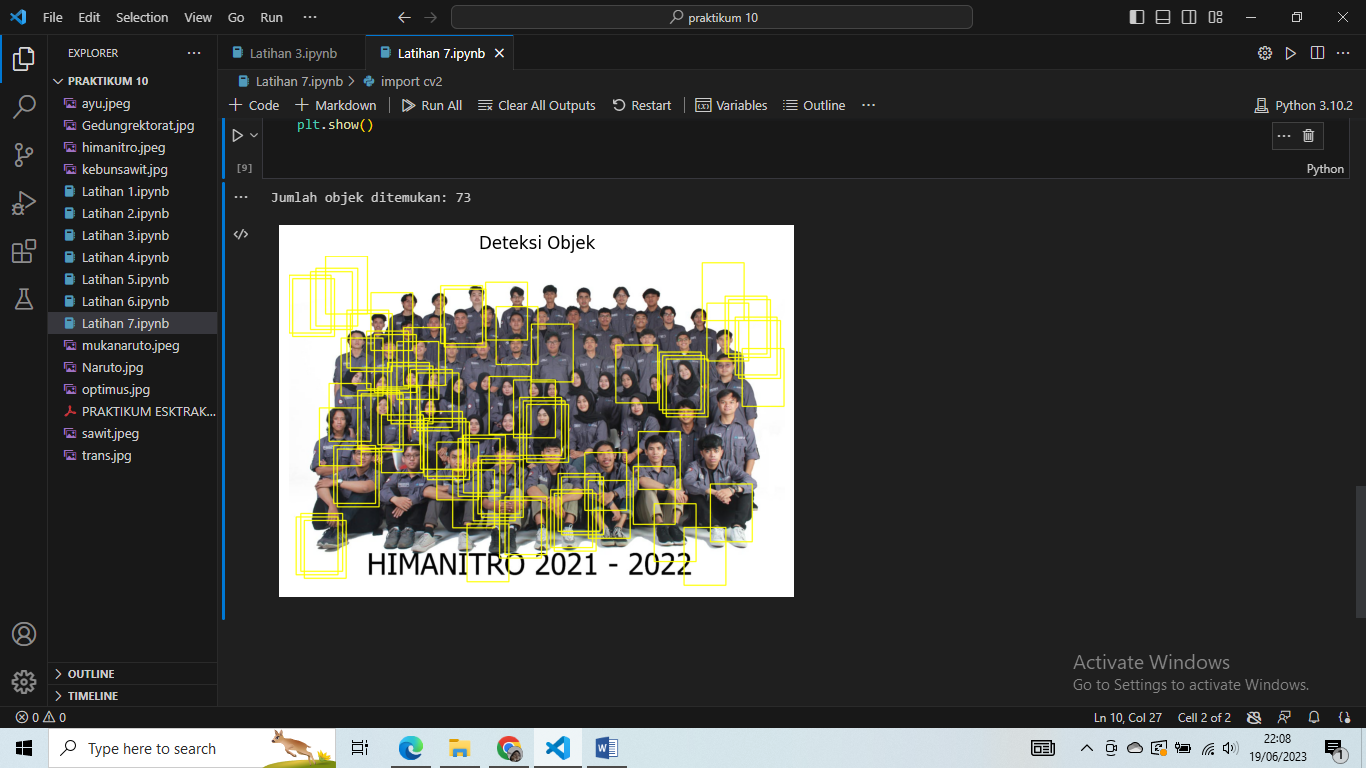 File Edit Selection View Go Run ···
praktikum 10
EXPLORER ···
Latihan 3.ipynb
Latihan 7.ipynb
PRAKTIKUM 10
Latihan 7.ipynb > import cv2
ayu.jpeg
Gedungrektorat.jpg
himanitro.jpeg
kebunsawit.jpg
Latihan 1.ipynb
Latihan 2.ipynb
Latihan 3.ipynb
Latihan 4.ipynb
Latihan 5.ipynb
Latihan 6.ipynb
Latihan 7.ipynb
mukanaruto.jpeg
Naruto.jpg
optimus.jpg
PRAKTIKUM ESKTRAK...
sawit.jpeg
trans.jpg
OUTLINE
TIMELINE
+ Code + Markdown Run All Clear All Outputs Restart Variables Outline ··· Python 3.10.2
plt.show()
[9]
Python
Jumlah objek ditemukan: 73
Deteksi Objek
HIMANITRO 2021 - 2022
Activate Windows
Go to Settings to activate Windows.
0 0
Ln 10, Col 27 Cell 2 of 2
Type here to search
22:08
19/06/2023
1